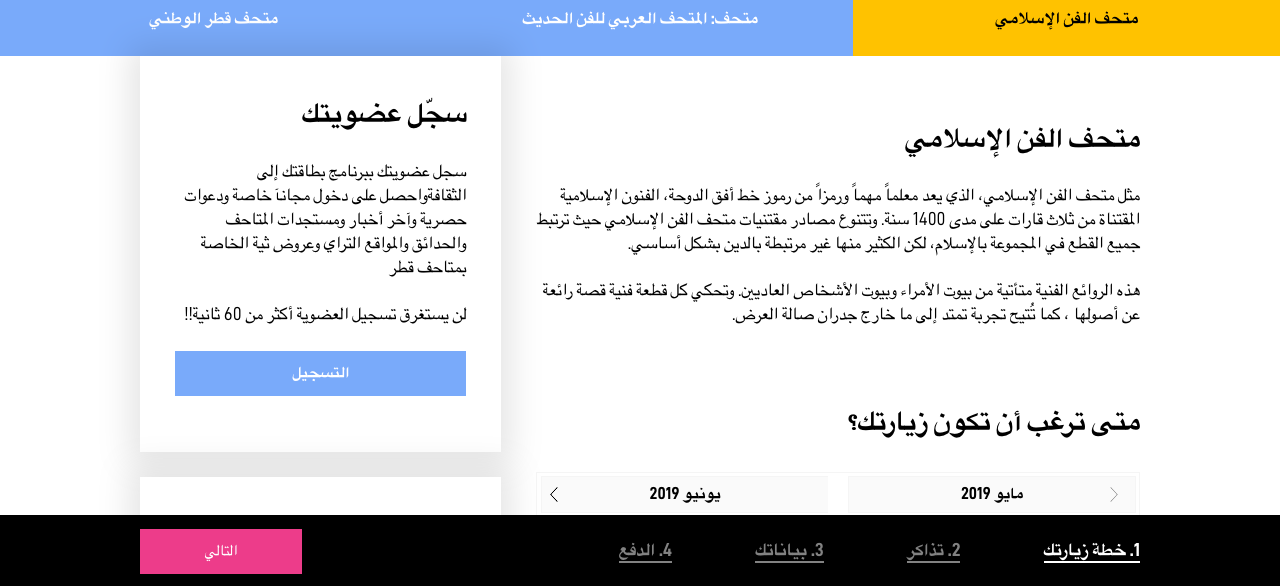 متحف الفن الإسلامي
متحف: المتحف العربي للفن الحديث
متحف قطر الوطني
متحف الفن الإسلامي
مثل متحف الفن الإسلامي، الذي يعد معلماً مهماً ورمزاً من رموز خط أفق الدوحة، الفنون الإسلامية
المقتناة من ثلاث قارات على مدى 1400 سنة. وتتنوع مصادر مقتنيات متحف الفن الإسلامي حيث ترتبط
جميع القطع في المجموعة بالإسلام، لكن الكثير منها غير مرتبطة بالدين بشكل أساسي.
هذه الروائع الفنية متأتية من بيوت الأمراء وبيوت الأشخاص العاديين. وتحكي كل قطعة فنية قصة رائعة
عن أصولها ، كما تُتيح تجربة تمتد إلى ما خارج جدران صالة العرض.
متى ترغب أن تكون زيارتك؟
مايو 2019
يونيو 2019
سجّل عضويتك
سجل عضويتك ببرنامج بطاقتك إلى
الثقافةواحصل على دخول مجاناَ خاصة ودعوات
حصرية وآخر أخبار ومستجدات المتاحف
والحدائق والمواقع التراي وعروض ثية الخاصة
بمتاحف قطر
لن يستغرق تسجيل العضوية أكثر من 60 ثانية!!
التسجيل
1. خطة زيارتك
2. تذاكر
3. بياناتك
4. الدفع
التالي